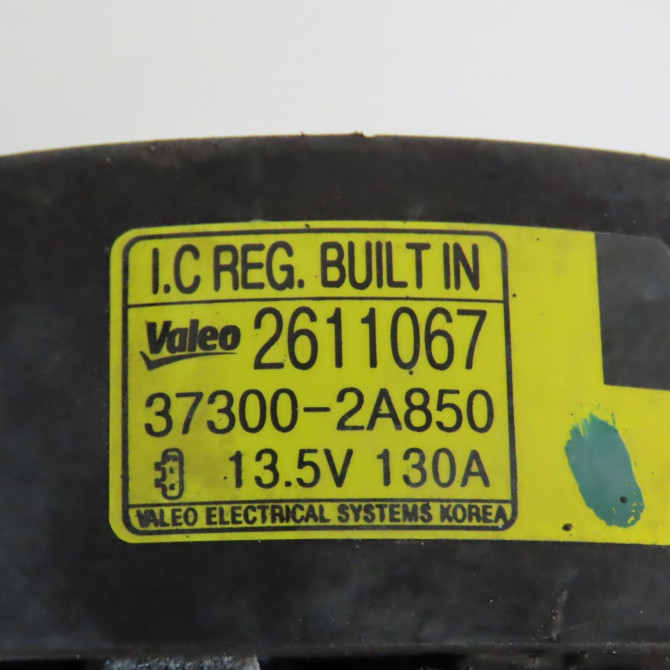 I.C REG. BUILT IN
Valeo 2611067
37300-2A850
13.5V 130A
VALEO ELECTRICAL SYSTEMS KOREA